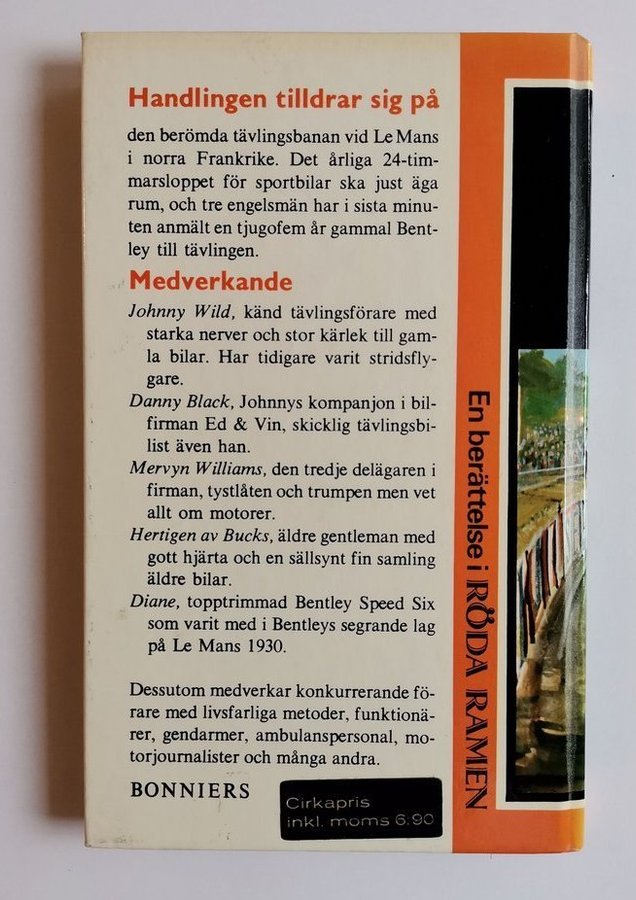 Handlingen tilldrar sig på
den berömda tävlingsbanan vid Le Mans
i norra Frankrike. Det årliga 24-tim-
marsloppet för sportbilar ska just äga
rum, och tre engelsmän har i sista minu-
ten anmält en tjugofem år gammal Bent-
ley till tävlingen.
Medverkande
Johnny Wild, känd tävlingsförare med
starka nerver och stor kärlek till gam-
la bilar. Har tidigare varit stridsfly-
gare.
Danny Black, Johnnys kompanjon i bil-
firman Ed & Vin, skicklig tävlingsbi-
list även han.
Mervyn Williams, den tredje delägaren i
firman, tystlåten och trumpen men vet
allt om motorer.
Hertigen av Bucks, äldre gentleman med
gott hjärta och en sällsynt fin samling
äldre bilar.
Diane, topptrimmad Bentley Speed Six
som varit med i Bentleys segrande lag
på Le Mans 1930.
Dessutom medverkar konkurrerande fö-
rare med livsfarliga metoder, funktionä-
rer, gendarmer, ambulanspersonal, mo-
torjournalister och många andra.
BONNIERS
Cirkapris
inkl. moms 6:90
En berättelse i RÖDA RAMEN